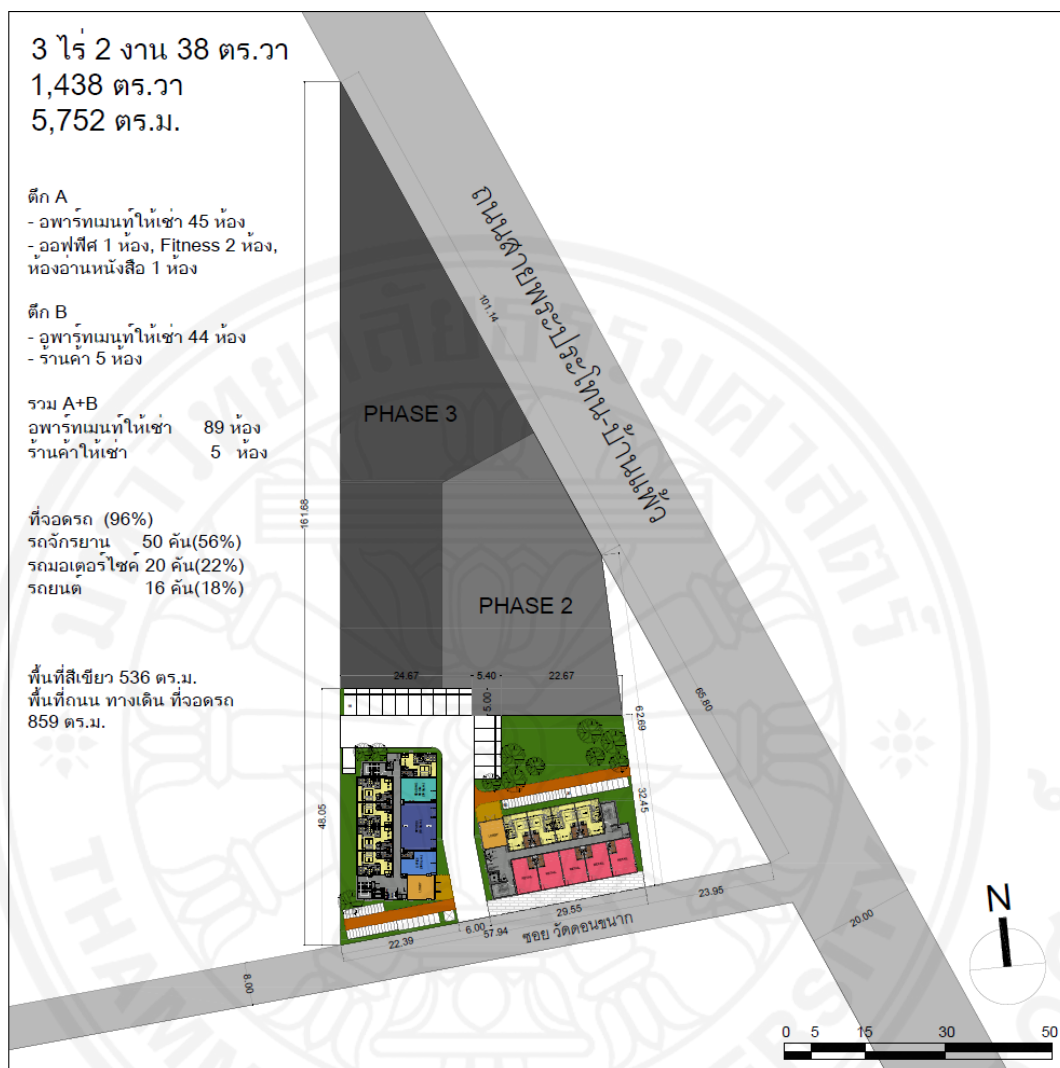 3 ไร่ 2 งาน 38 ตร.วา
1,438 ตร.วา
5,752 ตร.ม.
ตึก A
- อพาร์ทเมนท์ให้เช่า 45 ห้อง
- ออฟฟิศ 1 ห้อง, Fitness 2 ห้อง,
ห้องอ่านหนังสือ 1 ห้อง
ตึก B
- อพาร์ทเมนท์ให้เช่า 44 ห้อง
- ร้านค้า 5 ห้อง
รวม A+B
อพาร์ทเมนท์ให้เช่า 89 ห้อง
ร้านค้าให้เช่า 5 ห้อง
ที่จอดรถ (96%)
รถจักรยาน 50 คัน(56%)
รถมอเตอร์ไซค์ 20 คัน(22%)
รถยนต์ 16 คัน(18%)
พื้นที่สีเขียว 536 ตร.ม.
พื้นที่ถนน ทางเดิน ที่จอดรถ
859 ตร.ม.
ถนนสายพระประโทน-บ้านแพ้ว
101.14
PHASE 3
161.68
PHASE 2
24.67
5.40
22.67
5.00
62.69
65.80
32.45
48.05
23.95
29.55
6.00
57.94
22.39
ซอย วัดดอนขนาก
20.00
8.00
N
0 5 15 30 50